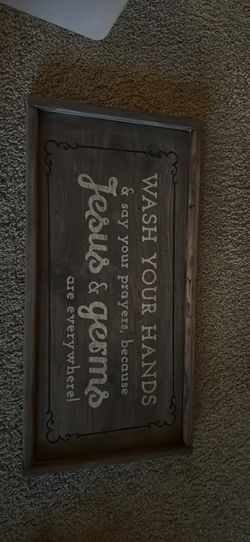 WASH YOUR HANDS
& say your prayers, because
Jesus & germs
are everywhere!